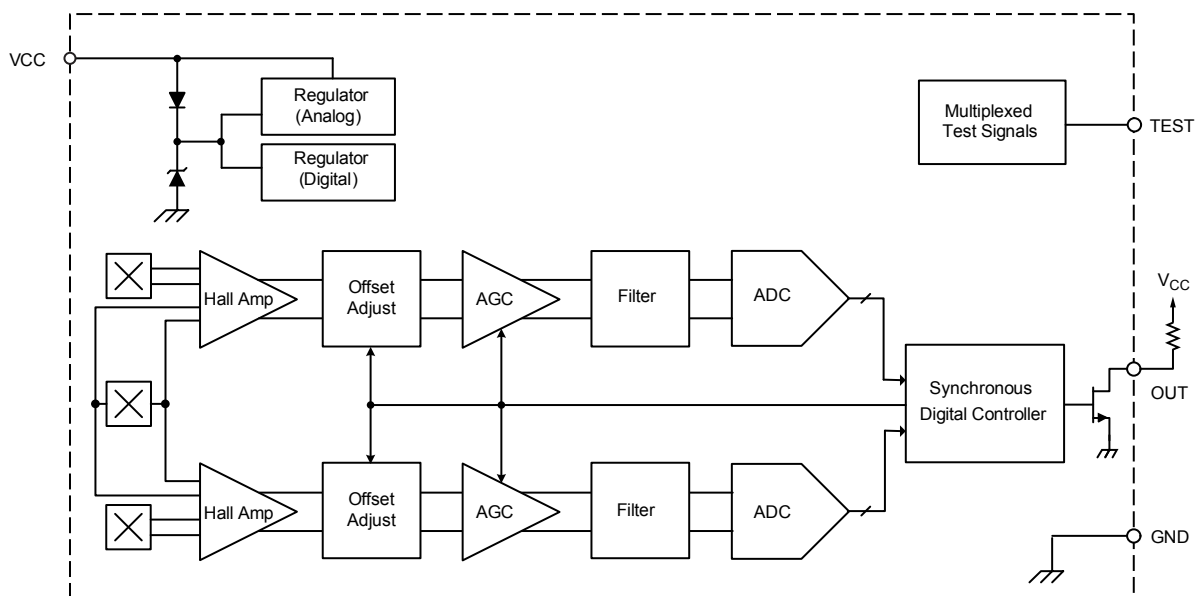 VCC
Regulator
(Analog)
Regulator
(Digital)
Multiplexed
Test Signals
TEST
Hall Amp
Offset
Adjust
AGC
Filter
ADC
VCC
Synchronous
Digital Controller
OUT
Hall Amp
Offset
Adjust
AGC
Filter
ADC
GND